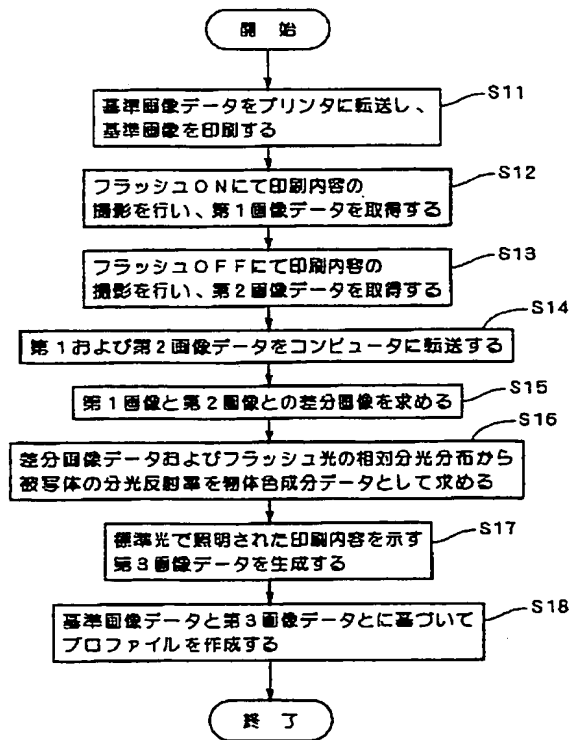 開始
S11
基準画像データをプリンタに転送し、
基準画像を印刷する
S12
フラッシュONにて印刷内容の
撮影を行い、第1画像データを取得する
S13
フラッシュOFFにて印刷内容の
撮影を行い、第2画像データを取得する
S14
第1および第2画像データをコンピュータに転送する
S15
第1画像と第2画像との差分画像を求める
S16
差分画像データおよびフラッシュ光の相対分光分布から
被写体の分光反射率を物体色成分データとして求める
S17
標準光で照明された印刷内容を示す
第3画像データを生成する
S18
基準画像データと第3画像データとに基づいて
プロファイルを作成する
終了